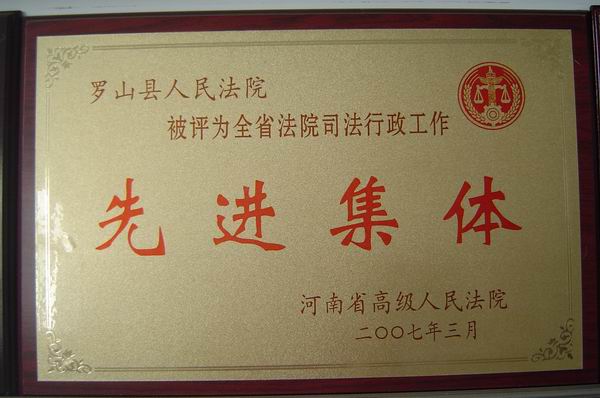 罗山县人民法院
被评为全省法院司法行政工作
先进集体
河南省高级人民法院
二〇〇七年三月